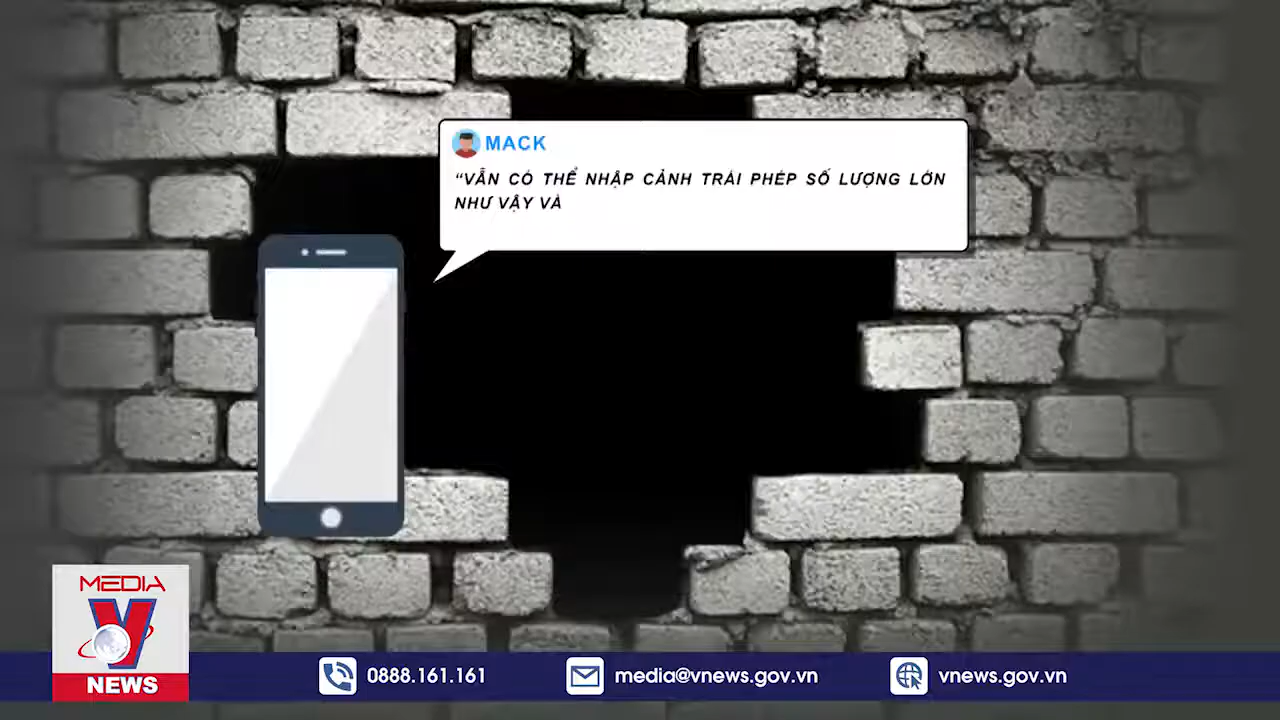 MACK
“VẪN CÓ THỂ NHẬP CẢNH TRÁI PHÉP SỐ LƯỢNG LỚN
NHƯ VẬY VÀ
MEDIA
V
NEWS
0888.161.161
media@vnews.gov.vn
vnews.gov.vn